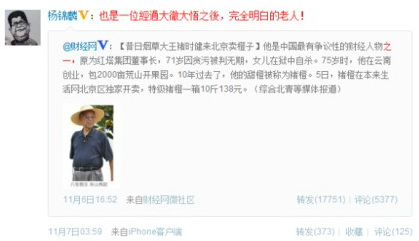 杨锦麟：也是一位經過大徹大悟之後，完全明白的老人！
@财经网：【昔日烟草大王褚时健来北京卖橙子】他是中国最有争议性的财经人物之
一，原为红塔集团董事长，71岁因贪污被判无期，女儿在狱中自杀。75岁时，他在云南
创业，包2000亩荒山开果园。10年过去了，他的甜橙被称为褚橙。5日，褚橙在本来生
活网北京区独家开卖，特级褚橙一箱10斤138元。（综合北青等媒体报道）
11月6日16:52 来自财经网微社区 转发(17751) | 评论(5377)
11月7日03:59 来自iPhone客户端 转发(373) | 收藏 | 评论(125)